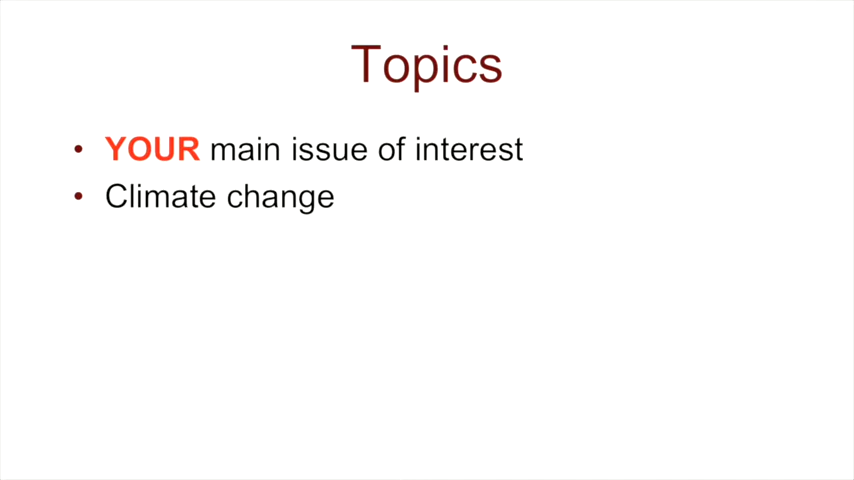 Topics
• YOUR main issue of interest
• Climate change